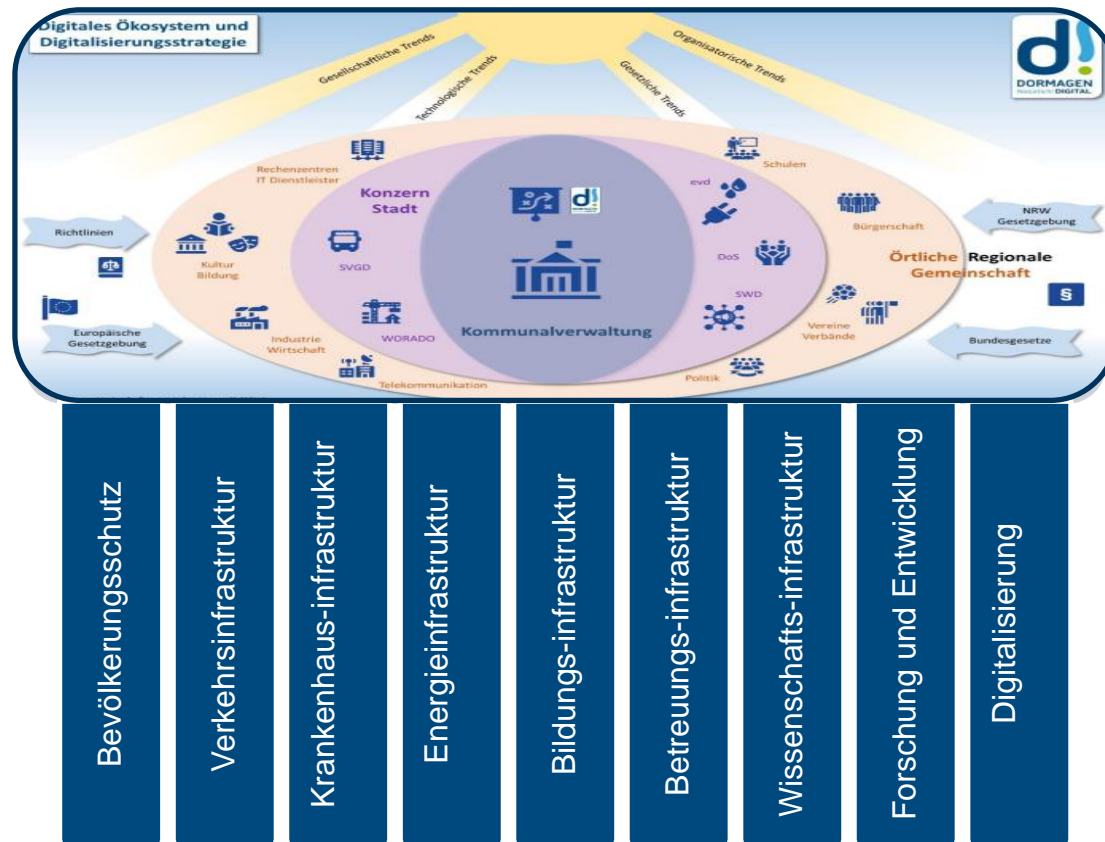 Digitales Ökosystem und
Digitalisierungsstrategie
Gesellschaftliche Trends
Technologische Trends
Gesetzliche Trends
Organisatorische Trends
d!
DORMAGEN
DIGITAL
Rechenzentren
IT Dienstleister
Schulen
Konzern
Stadt
d!
evd
Bürgerschaft
NRW
Gesetzgebung
Richtlinien
Kultur
Bildung
SVGD
DoS
Örtliche Regionale
Gemeinschaft
§
SWD
Europäische
Gesetzgebung
Industrie
Wirtschaft
WORADO
Kommunalverwaltung
Vereine
Verbände
Bundesgesetze
Telekommunikation
Politik
Bevölkerungsschutz
Verkehrsinfrastruktur
Krankenhaus-infrastruktur
Energieinfrastruktur
Bildungs-infrastruktur
Betreuungs-infrastruktur
Wissenschafts-infrastruktur
Forschung und Entwicklung
Digitalisierung